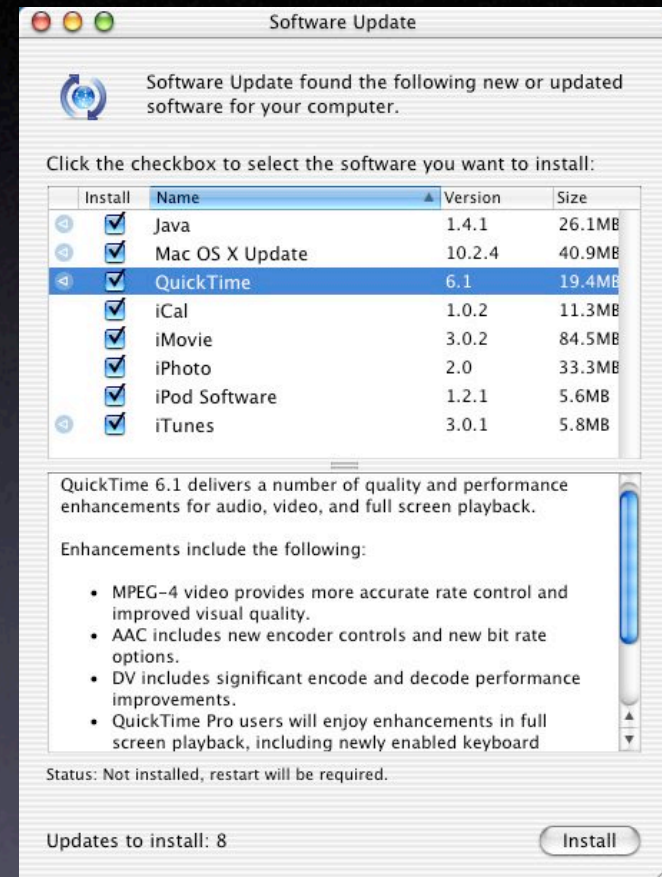 Software Update
Software Update found the following new or updated
software for your computer.
Click the checkbox to select the software you want to install:
Install Name Version Size
Java 1.4.1 26.1MB
Mac OS X Update 10.2.4 40.9MB
QuickTime 6.1 19.4MB
iCal 1.0.2 11.3MB
iMovie 3.0.2 84.5MB
iPhoto 2.0 33.3MB
iPod Software 1.2.1 5.6MB
iTunes 3.0.1 5.8MB
QuickTime 6.1 delivers a number of quality and performance
enhancements for audio, video, and full screen playback.
Enhancements include the following:
• MPEG-4 video provides more accurate rate control and
improved visual quality.
• AAC includes new encoder controls and new bit rate
options.
• DV includes significant encode and decode performance
improvements.
• QuickTime Pro users will enjoy enhancements in full
screen playback, including newly enabled keyboard
Status: Not installed, restart will be required.
Updates to install: 8
Install